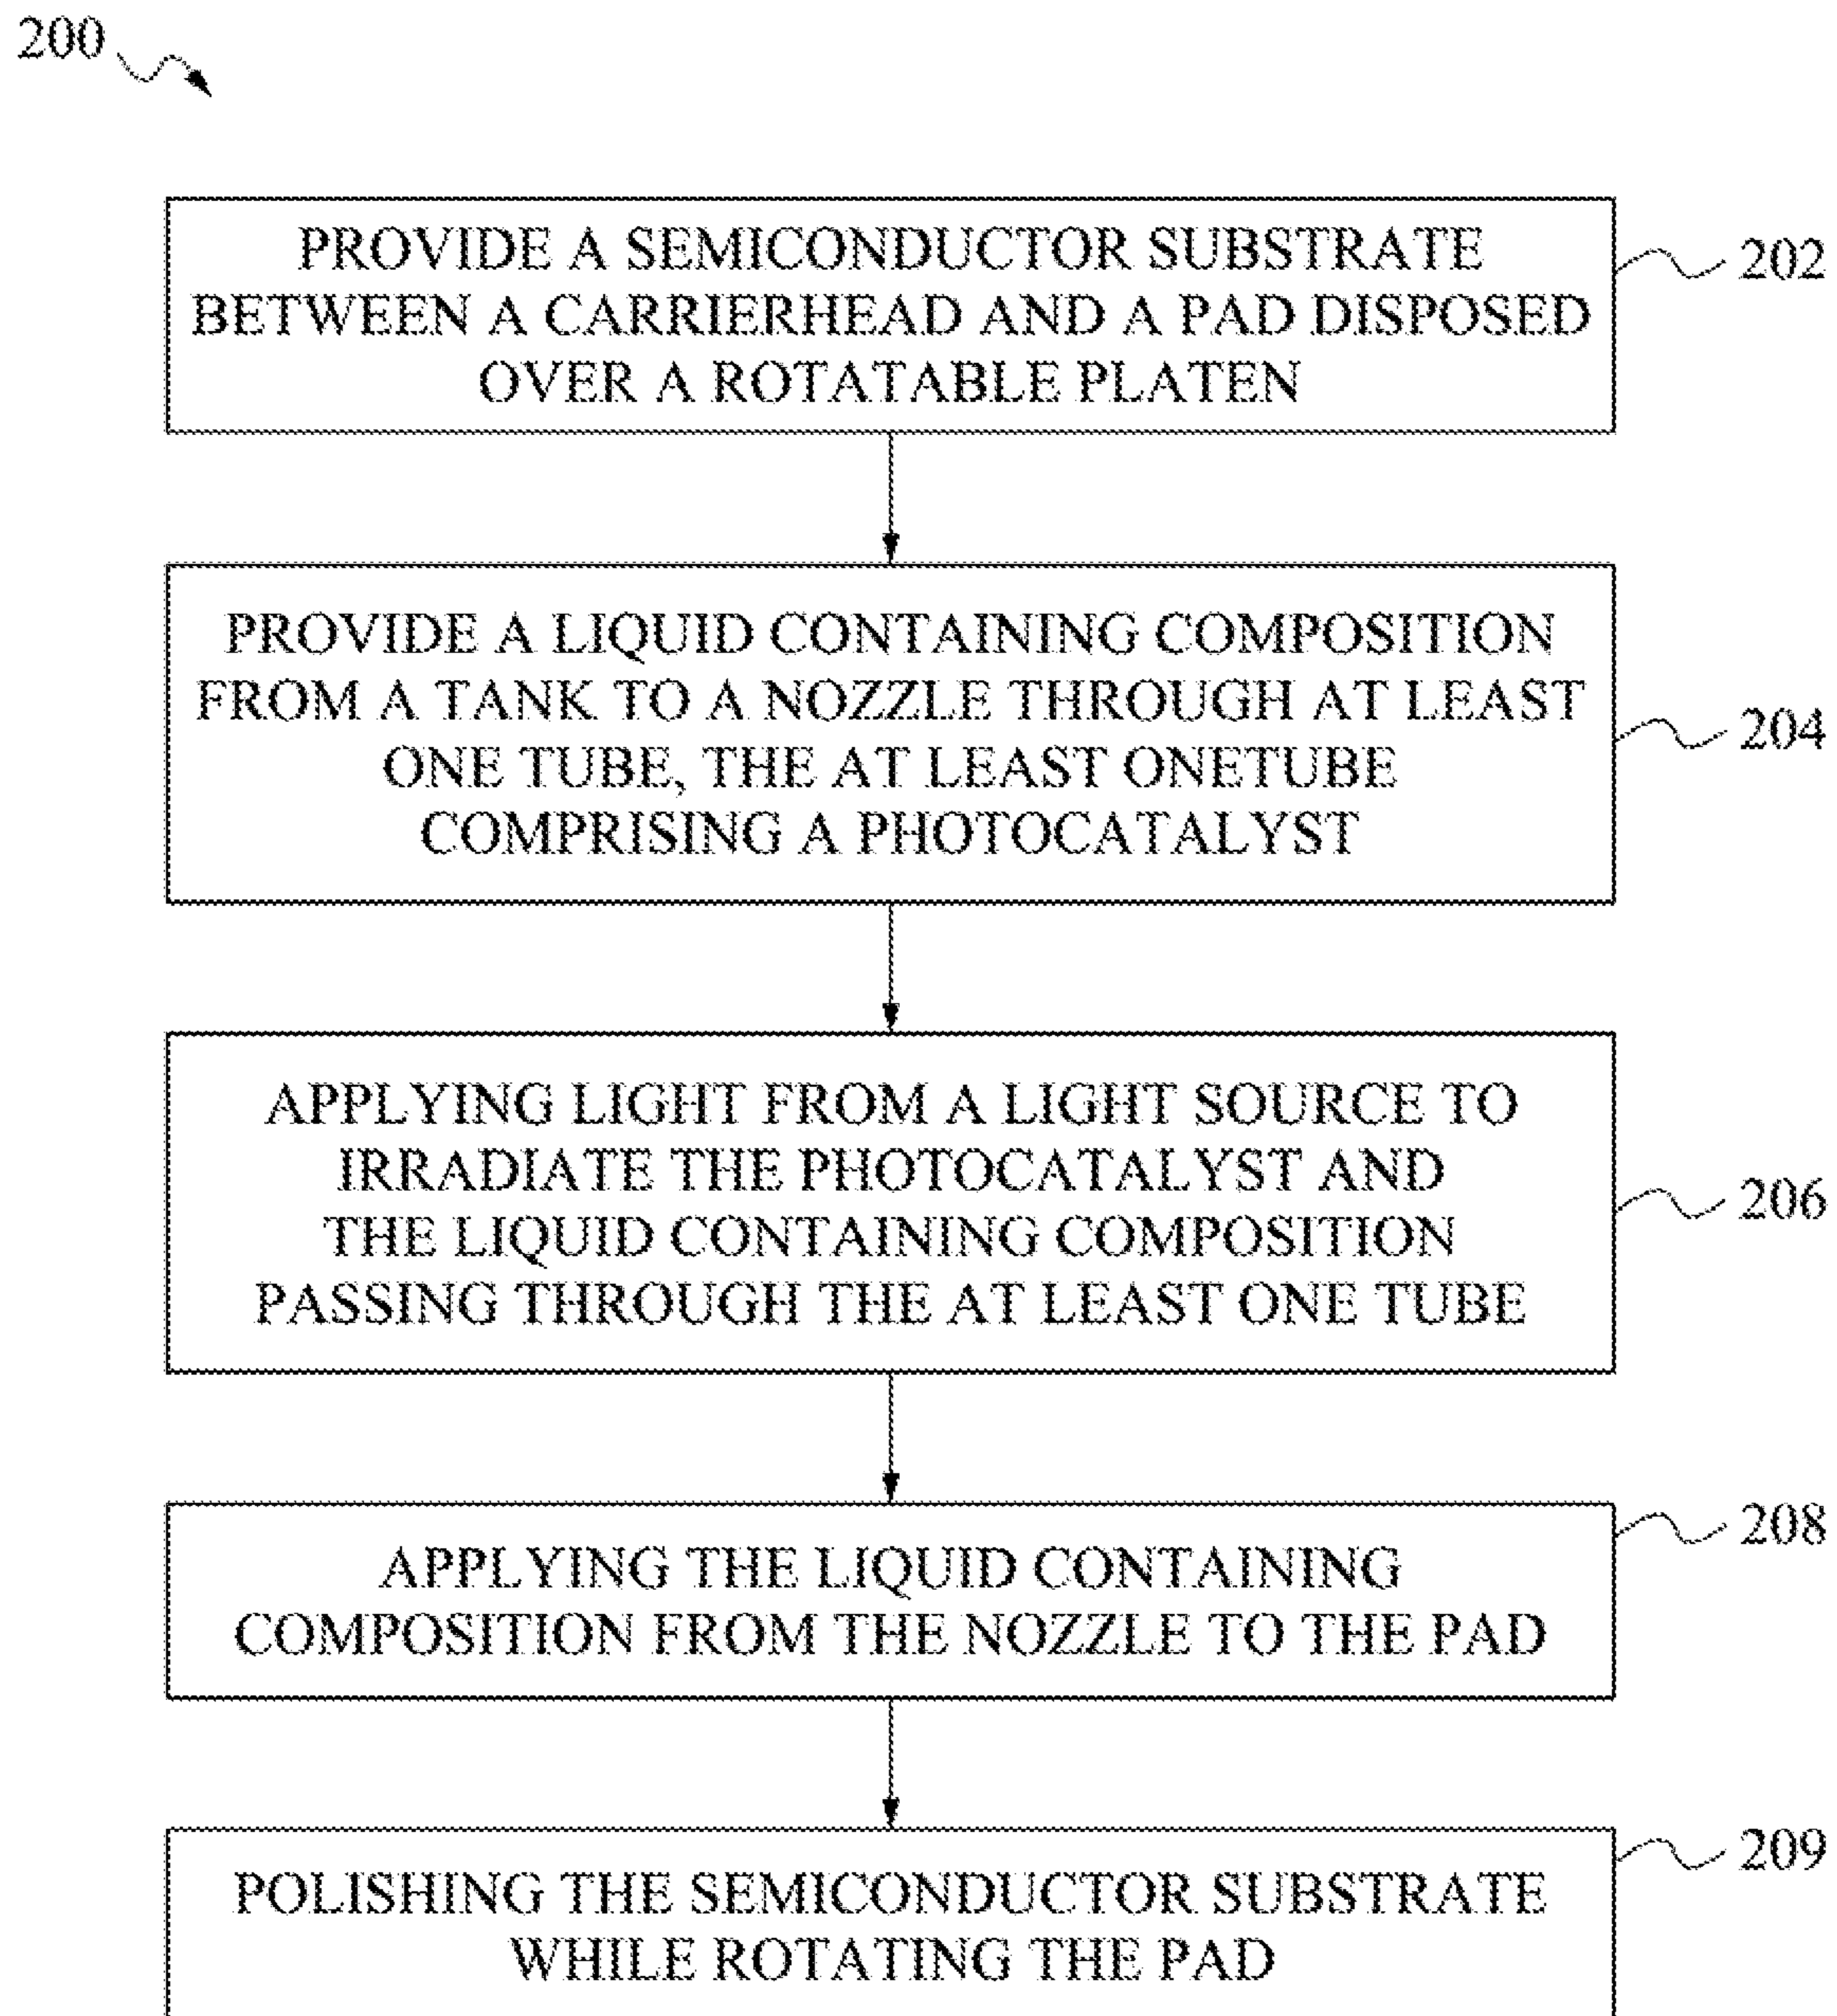 200
PROVIDE A SEMICONDUCTOR SUBSTRATE
BETWEEN A CARRIERHEAD AND A PAD DISPOSED
OVER A ROTATABLE PLATEN
202
PROVIDE A LIQUID CONTAINING COMPOSITION
FROM A TANK TO A NOZZLE THROUGH AT LEAST
ONE TUBE, THE AT LEAST ONETUBE
COMPRISING A PHOTOCATALYST
204
APPLYING LIGHT FROM A LIGHT SOURCE TO
IRRADIATE THE PHOTOCATALYST AND
THE LIQUID CONTAINING COMPOSITION
PASSING THROUGH THE AT LEAST ONE TUBE
206
APPLYING THE LIQUID CONTAINING
COMPOSITION FROM THE NOZZLE TO THE PAD
208
POLISHING THE SEMICONDUCTOR SUBSTRATE
WHILE ROTATING THE PAD
209